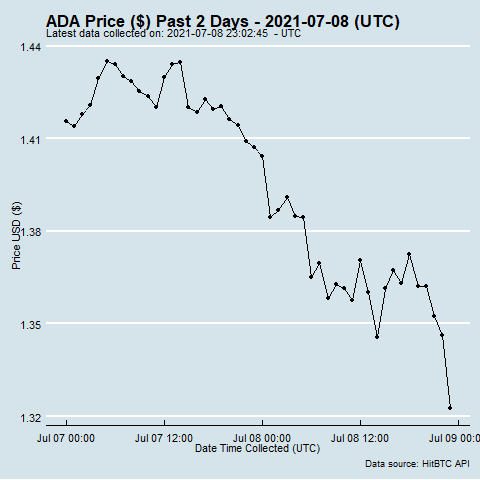 ADA Price ($) Past 2 Days - 2021-07-08 (UTC)
Latest data collected on: 2021-07-08 23:02:45 - UTC
1.44
1.41
1.38
1.35
1.32
Price USD ($)
Jul 07 00:00 Jul 07 12:00 Jul 08 00:00 Jul 08 12:00 Jul 09 00:00
Date Time Collected (UTC)
Data source: HitBTC API